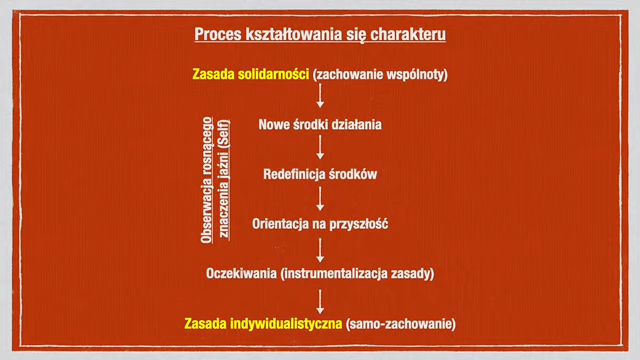 Proces kształtowania się charakteru
Zasada solidarności (zachowanie wspólnoty)
Nowe środki działania
Redefinicja środków
Orientacja na przyszłość
Oczekiwania (instrumentalizacja zasady)
Zasada indywidualistyczna (samo-zachowanie)
Obserwacja rosnącego
znaczenia jaźni (Self)